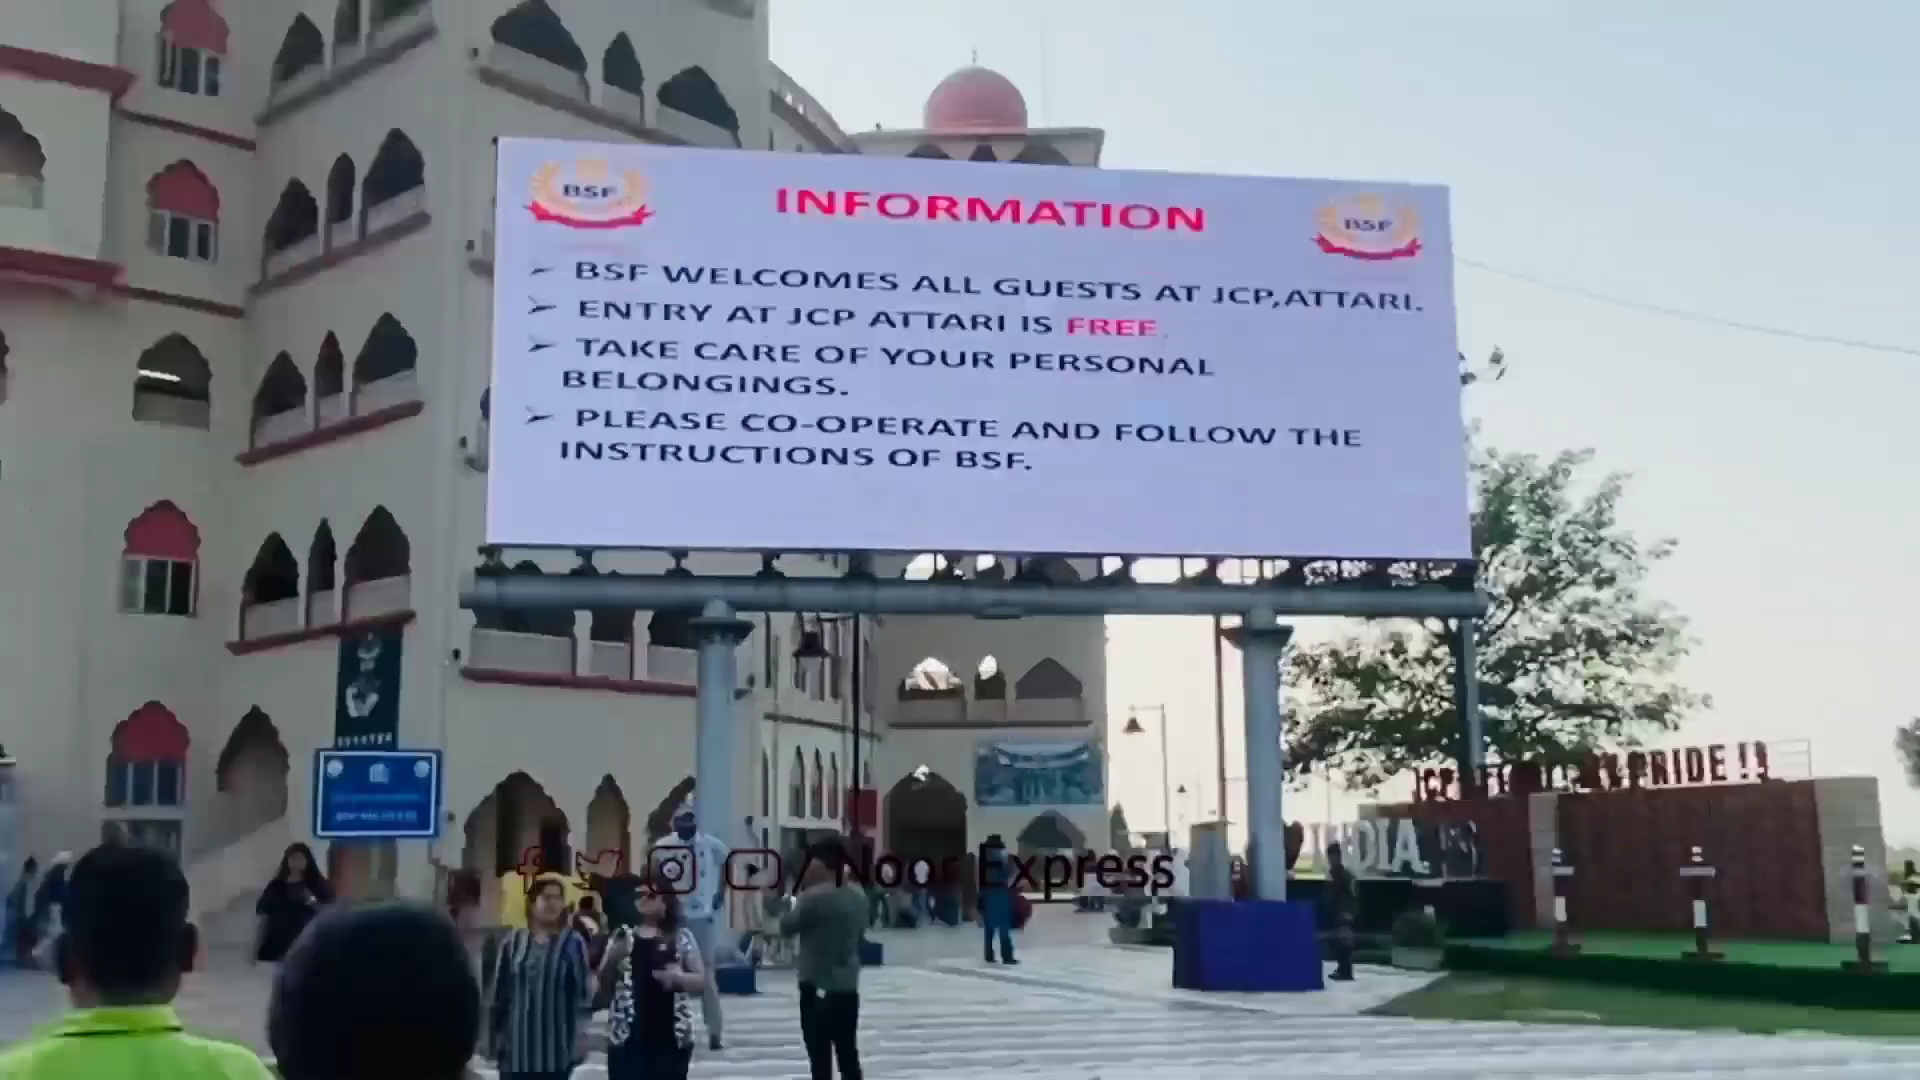 BSF
INFORMATION
BSF
➢ BSF WELCOMES ALL GUESTS AT JCP,ATTARI.
➢ ENTRY AT JCP ATTARI IS FREE.
➢ TAKE CARE OF YOUR PERSONAL
BELONGINGS.
➢ PLEASE CO-OPERATE AND FOLLOW THE
INSTRUCTIONS OF BSF.
PRIDE !!
INDIA
/ Noor Express